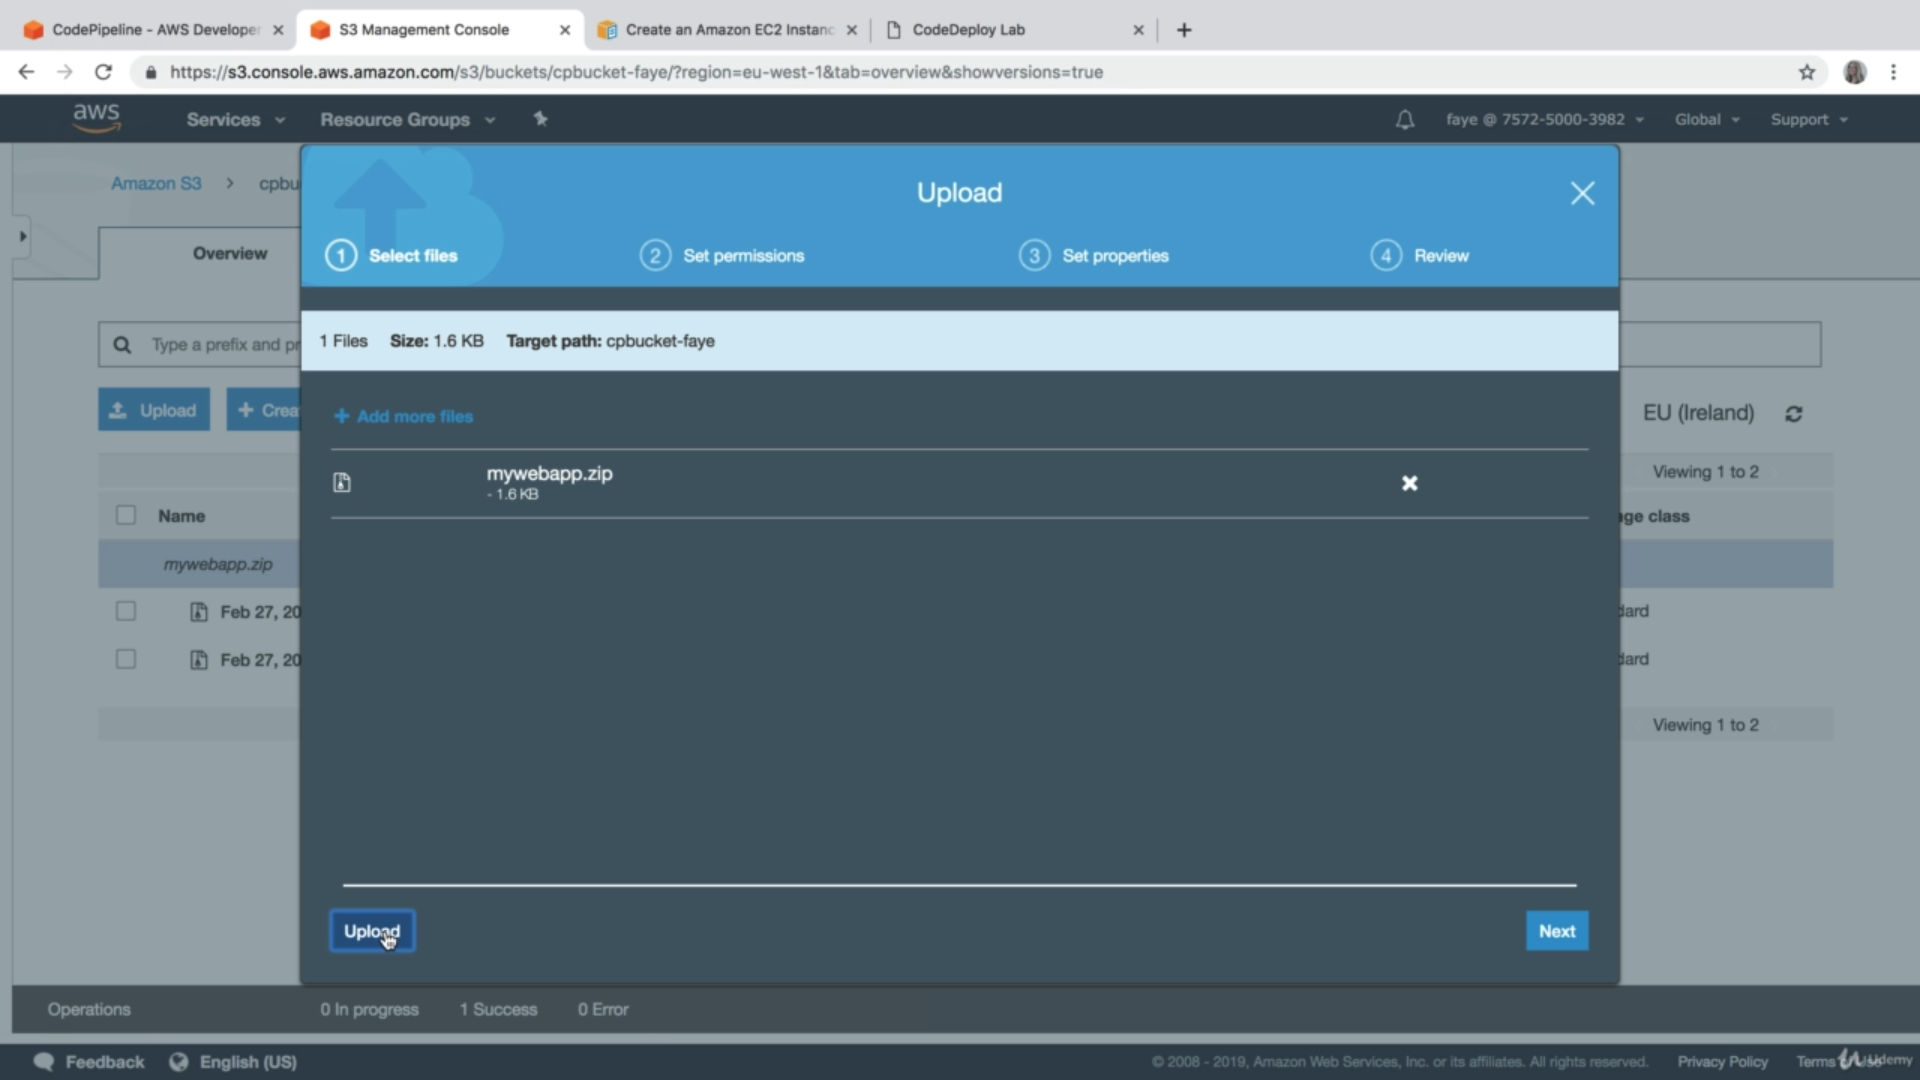 CodePipeline - AWS Developer
S3 Management Console
Create an Amazon EC2 Instanc
CodeDeploy Lab
https://s3.console.aws.amazon.com/s3/buckets/cpbucket-faye/?region=eu-west-1&tab=overview&showversions=true
aws
Services
Resource Groups
faye @ 7572-5000-3982
Global
Support
Amazon S3 > cpbu
Upload
Overview
1 Select files
2 Set permissions
3 Set properties
4 Review
Type a prefix and pr
1 Files Size: 1.6 KB Target path: cpbucket-faye
Upload
+ Crea
+ Add more files
EU (Ireland)
mywebapp.zip
- 1.6 KB
Viewing 1 to 2
Name
ge class
mywebapp.zip
Feb 27, 20
dard
Feb 27, 20
dard
Viewing 1 to 2
Upload
Next
Operations
0 In progress
1 Success
0 Error
Feedback
English (US)
© 2008 - 2019, Amazon Web Services, Inc. or its affiliates. All rights reserved.
Privacy Policy
Terms
Udemy